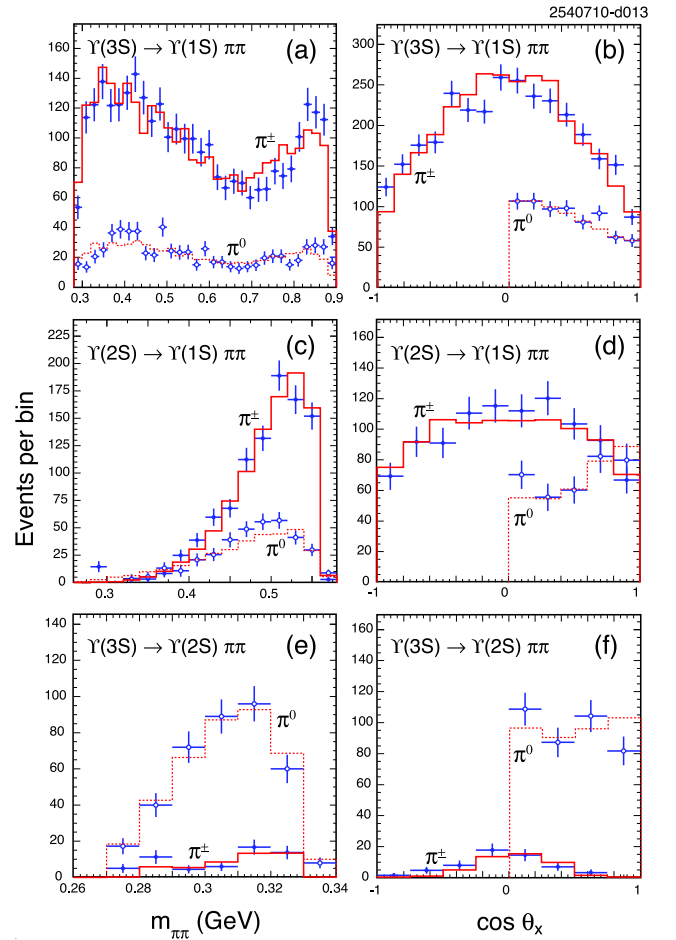 2540710-d013
ϒ(3S) → ϒ(1S) ππ (a)
160
140
120
100
80
60
40
20
0
0.3 0.4 0.5 0.6 0.7 0.8 0.9
π±
π0
ϒ(3S) → ϒ(1S) ππ (b)
300
250
200
150
100
50
0
-1 0 1
π±
π0
ϒ(2S) → ϒ(1S) ππ (c)
225
200
175
150
125
100
75
50
25
0
0.3 0.4 0.5
π±
π0
ϒ(2S) → ϒ(1S) ππ (d)
160
140
120
100
80
60
40
20
0
-1 0 1
π±
π0
ϒ(3S) → ϒ(2S) ππ (e)
140
120
100
80
60
40
20
0
0.26 0.28 0.3 0.32 0.34
π0
π±
ϒ(3S) → ϒ(2S) ππ (f)
160
140
120
100
80
60
40
20
0
-1 0 1
π0
π±
Events per bin
mππ (GeV)
cos θx